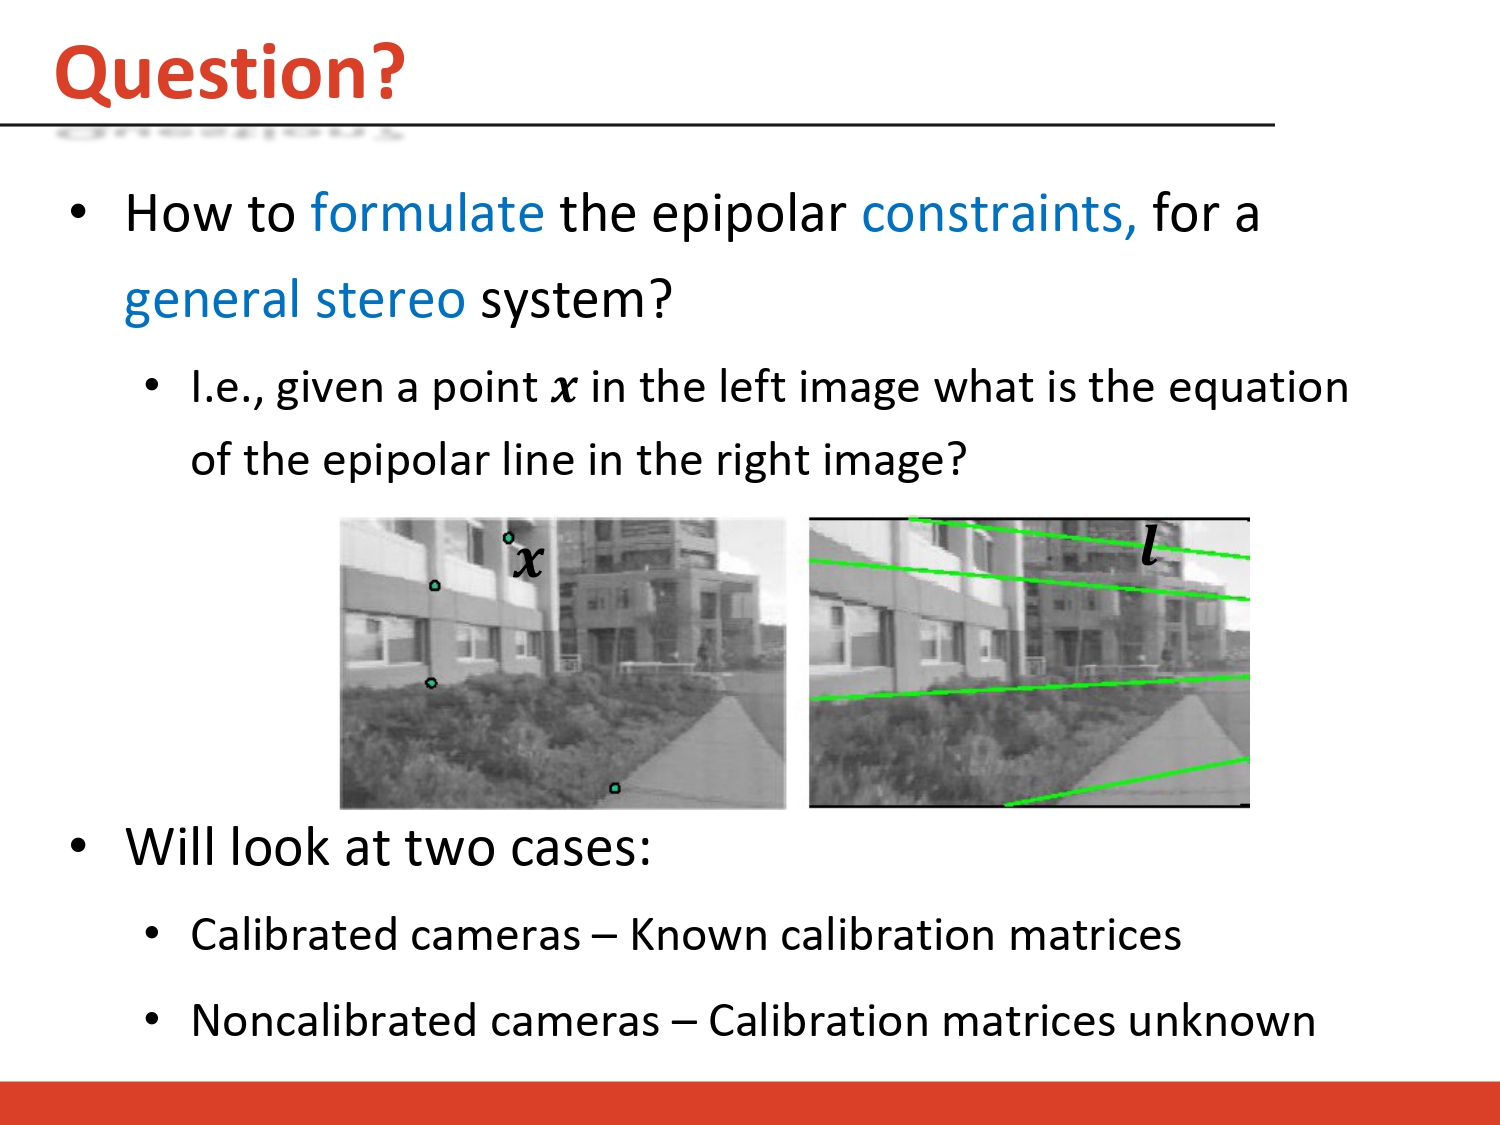 Question?
• How to formulate the epipolar constraints, for a
general stereo system?
• I.e., given a point x in the left image what is the equation
of the epipolar line in the right image?
x
l
• Will look at two cases:
• Calibrated cameras – Known calibration matrices
• Noncalibrated cameras – Calibration matrices unknown